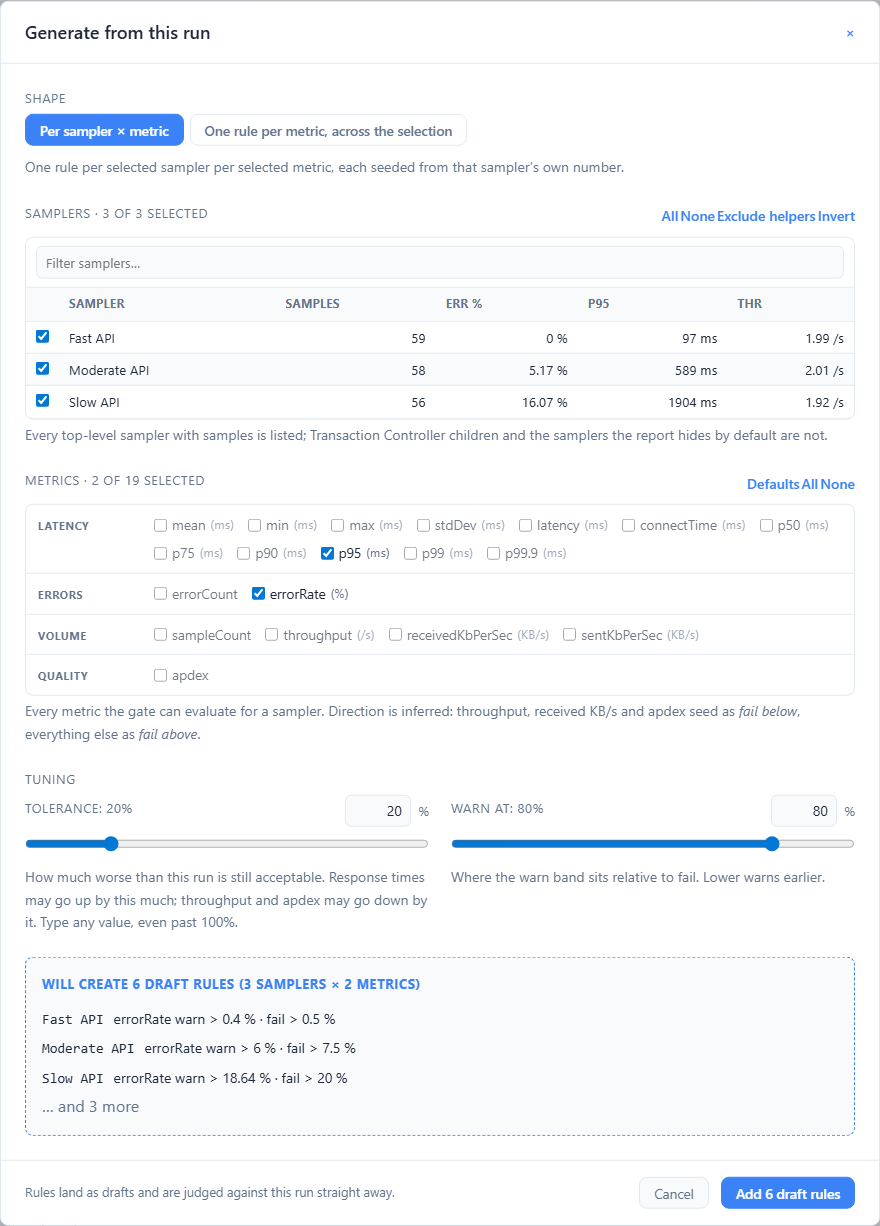 Generate from this run
×
SHAPE
Per sampler × metric
One rule per metric, across the selection
One rule per selected sampler per selected metric, each seeded from that sampler's own number.
SAMPLERS · 3 OF 3 SELECTED
All None Exclude helpers Invert
Filter samplers...
SAMPLER SAMPLES ERR % P95 THR
Fast API 59 0 % 97 ms 1.99 /s
Moderate API 58 5.17 % 589 ms 2.01 /s
Slow API 56 16.07 % 1904 ms 1.92 /s
Every top-level sampler with samples is listed; Transaction Controller children and the samplers the report hides by default are not.
METRICS · 2 OF 19 SELECTED
Defaults All None
LATENCY mean (ms) min (ms) max (ms) stdDev (ms) latency (ms) connectTime (ms) p50 (ms)
p75 (ms) p90 (ms) p95 (ms) p99 (ms) p99.9 (ms)
ERRORS errorCount errorRate (%)
VOLUME sampleCount throughput (/s) receivedKbPerSec (KB/s) sentKbPerSec (KB/s)
QUALITY apdex
Every metric the gate can evaluate for a sampler. Direction is inferred: throughput, received KB/s and apdex seed as fail below,
everything else as fail above.
TUNING
TOLERANCE: 20% 20 %
WARN AT: 80% 80 %
How much worse than this run is still acceptable. Response times
may go up by this much; throughput and apdex may go down by
it. Type any value, even past 100%.
Where the warn band sits relative to fail. Lower warns earlier.
WILL CREATE 6 DRAFT RULES (3 SAMPLERS × 2 METRICS)
Fast API errorRate warn > 0.4 % · fail > 0.5 %
Moderate API errorRate warn > 6 % · fail > 7.5 %
Slow API errorRate warn > 18.64 % · fail > 20 %
... and 3 more
Rules land as drafts and are judged against this run straight away.
Cancel
Add 6 draft rules